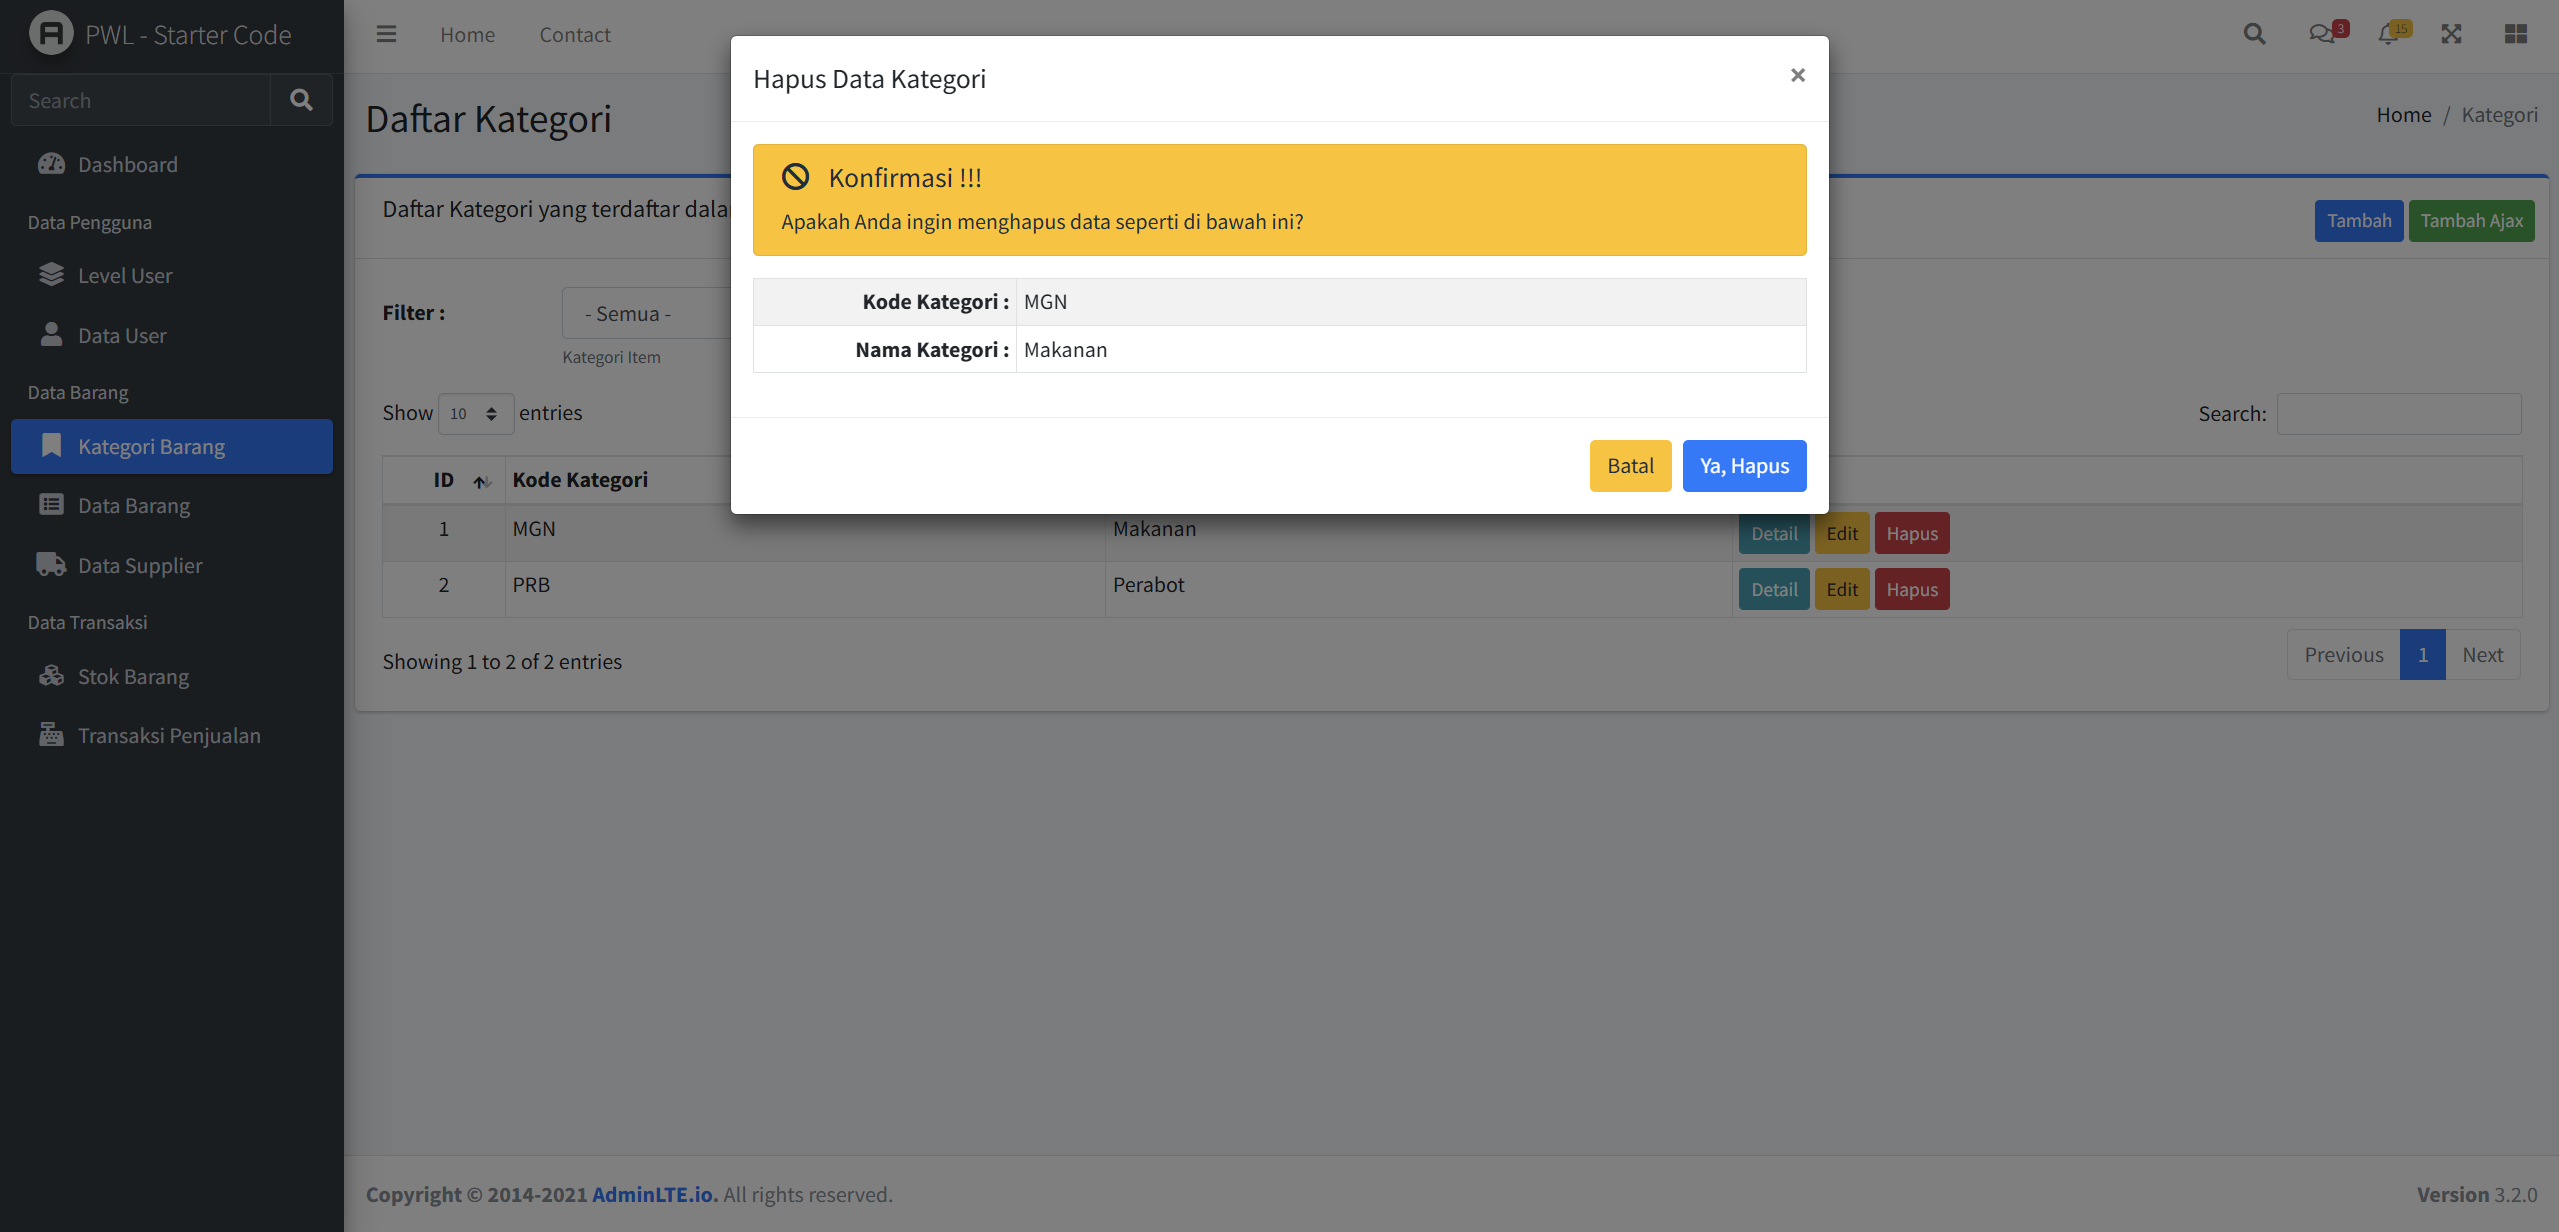 PWL - Starter Code
Search
Dashboard
Data Pengguna
Level User
Data User
Data Barang
Kategori Barang
Data Barang
Data Supplier
Data Transaksi
Stok Barang
Transaksi Penjualan
Home Contact
3 15
Daftar Kategori
Home / Kategori
Daftar Kategori yang terdaftar
Tambah Tambah Ajax
Filter :
- Semua -
Kategori Item
Show 10 entries
Search:
ID Kode Kategori
1 MGN Makanan Detail Edit Hapus
2 PRB Perabot Detail Edit Hapus
Showing 1 to 2 of 2 entries
Previous 1 Next
Hapus Data Kategori ×
Konfirmasi !!!
Apakah Anda ingin menghapus data seperti di bawah ini?
Kode Kategori : MGN
Nama Kategori : Makanan
Batal Ya, Hapus
Copyright © 2014-2021 AdminLTE.io. All rights reserved.
Version 3.2.0